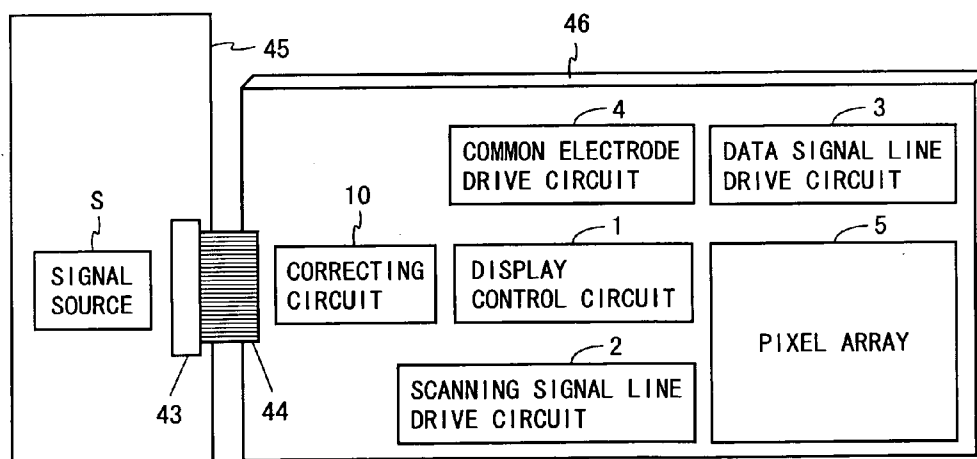 45
46
4
COMMON ELECTRODE
DRIVE CIRCUIT
3
DATA SIGNAL LINE
DRIVE CIRCUIT
S
SIGNAL
SOURCE
10
CORRECTING
CIRCUIT
1
DISPLAY
CONTROL CIRCUIT
5
PIXEL ARRAY
2
SCANNING SIGNAL LINE
DRIVE CIRCUIT
43
44